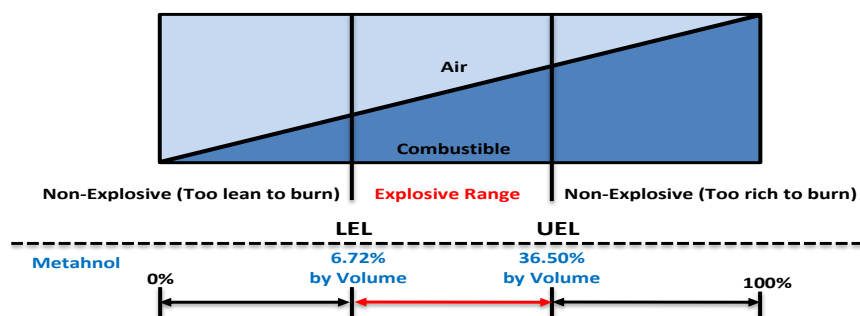 Air
Combustible
Non-Explosive (Too lean to burn) Explosive Range Non-Explosive (Too rich to burn)
LEL UEL
Metahnol 6.72% 36.50%
by Volume by Volume
0% 100%